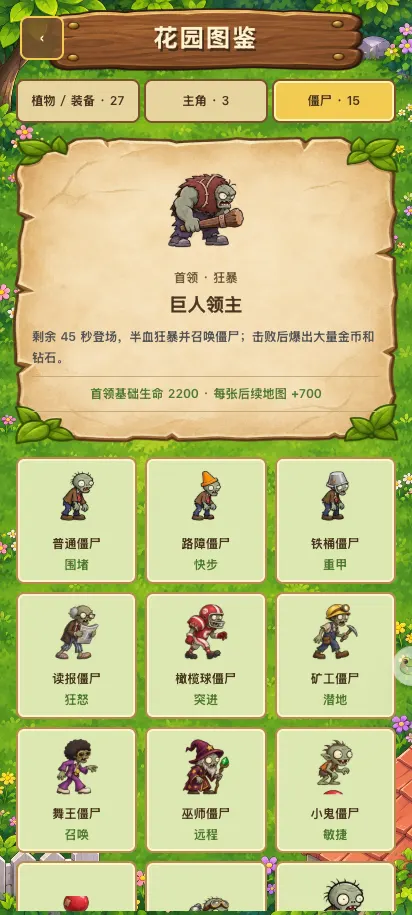 ‹
花园图鉴
植物 / 装备 · 27
主角 · 3
僵尸 · 15
首领 · 狂暴
巨人领主
剩余 45 秒登场，半血狂暴并召唤僵尸；击败后爆出大量金币和
钻石。
首领基础生命 2200 · 每张后续地图 +700
普通僵尸
围堵
路障僵尸
快步
铁桶僵尸
重甲
读报僵尸
狂怒
橄榄球僵尸
突进
矿工僵尸
潜地
舞王僵尸
召唤
巫师僵尸
远程
小鬼僵尸
敏捷